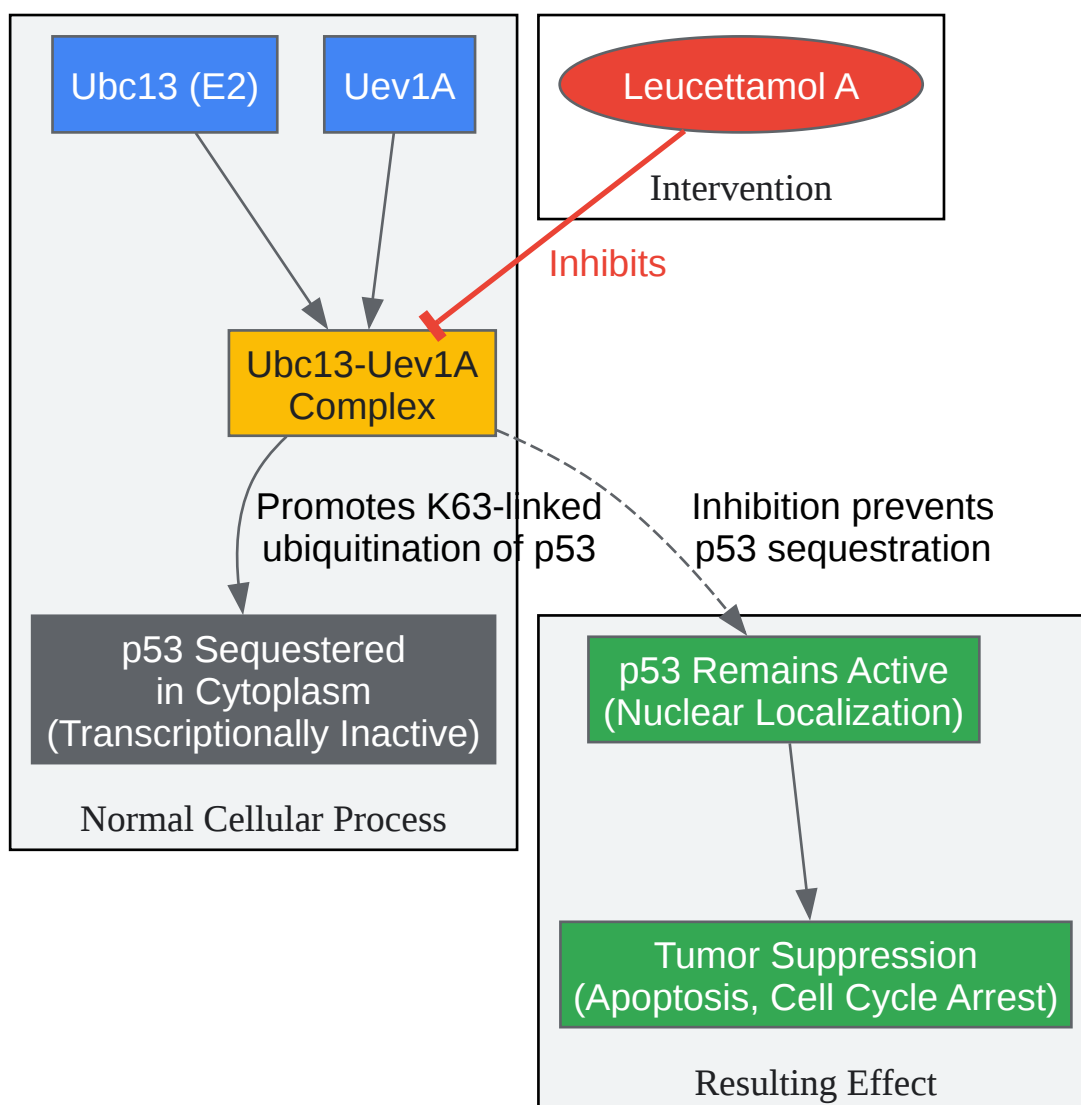 Ubc13 (E2)
Uev1A
Leucettamol A
Intervention
Inhibits
Ubc13-Uev1A
Complex
Promotes K63-linked
ubiquitination of p53
Inhibition prevents
p53 sequestration
p53 Sequestered
in Cytoplasm
(Transcriptionally Inactive)
Normal Cellular Process
p53 Remains Active
(Nuclear Localization)
Tumor Suppression
(Apoptosis, Cell Cycle Arrest)
Resulting Effect